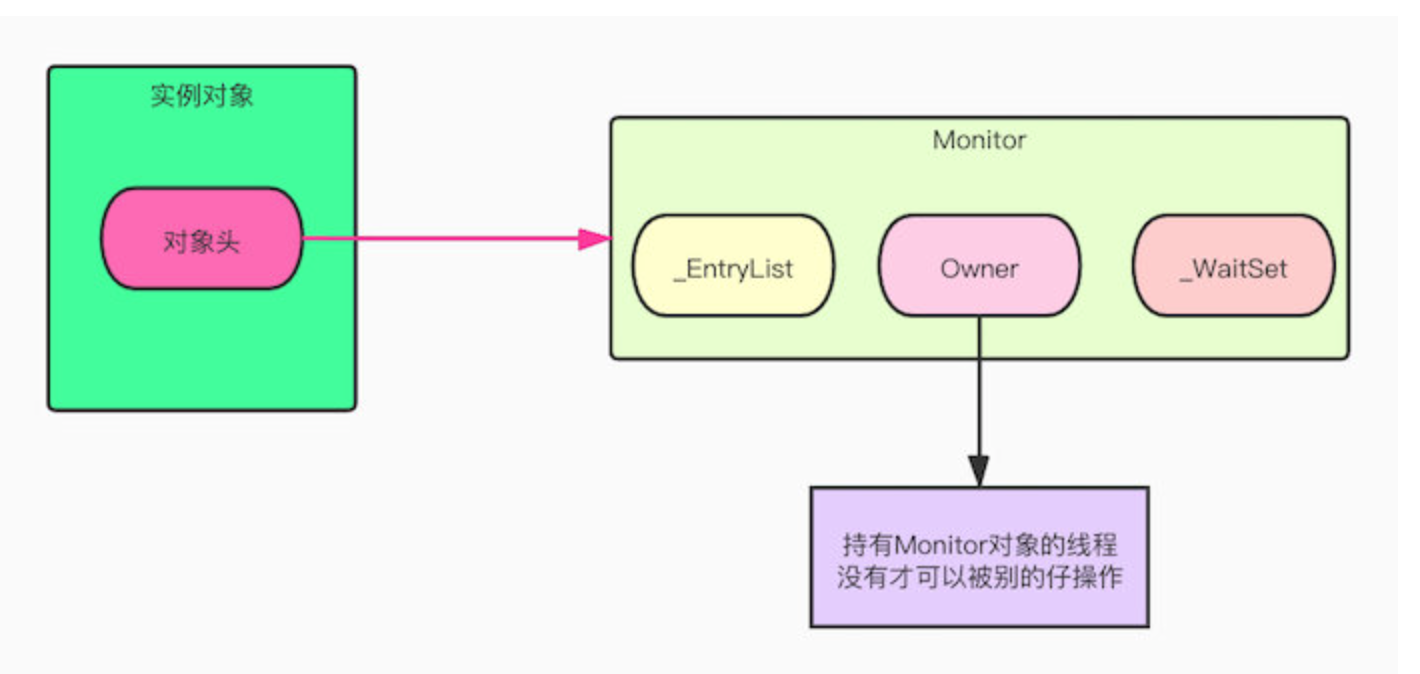 实例对象
对象头
Monitor
_EntryList
Owner
_WaitSet
持有Monitor对象的线程
没有才可以被别的仔操作